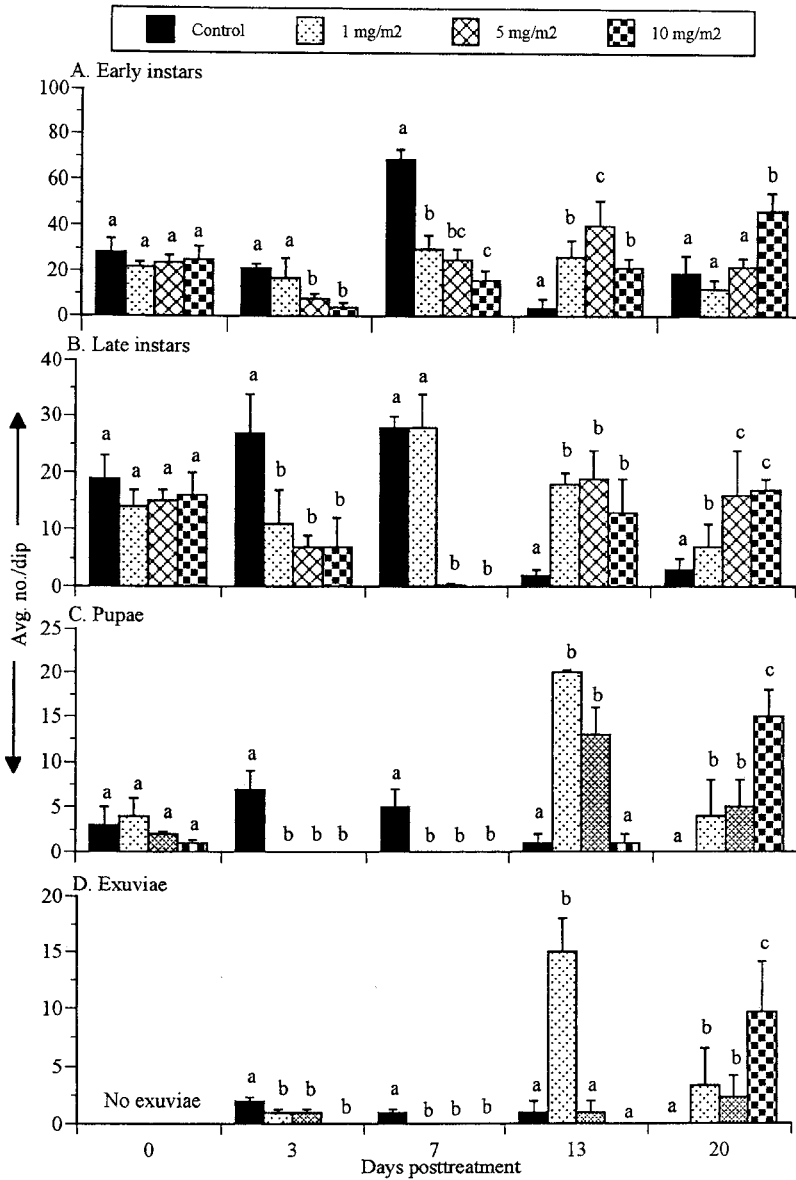 Control 1 mg/m2 5 mg/m2 10 mg/m2
A. Early instars
100
80
60
40
20
0
a a a a
a a b b
a b bc c
a b c b
a a a b
B. Late instars
40
30
20
10
0
a a a a
a b b b
a a b b
a b b b
a b c c
Avg. no./dip
C. Pupae
25
20
15
10
5
0
a a a a
a b b b
a b b b
a b b a
a b b c
D. Exuviae
20
15
10
5
0
No exuviae
a b b b
a b b b
a b a a
a b b c
0 3 7 13 20
Days posttreatment